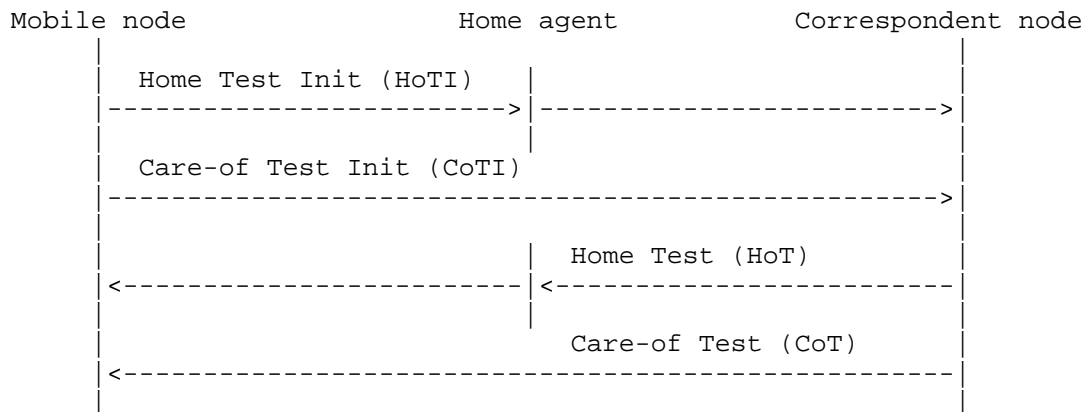 Mobile node Home agent Correspondent node
Home Test Init (HoTI)
Care-of Test Init (CoTI)
Home Test (HoT)
Care-of Test (CoT)